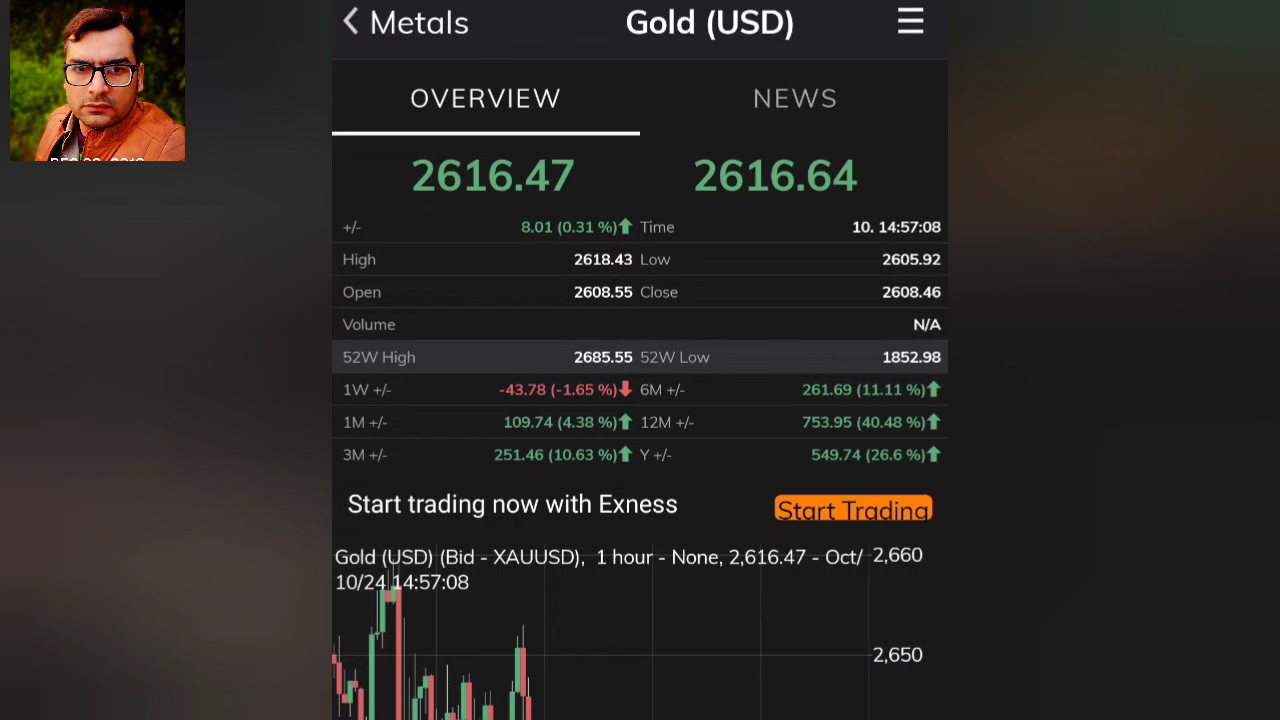 Metals
Gold (USD)
OVERVIEW
NEWS
2616.47
2616.64
+/- 8.01 (0.31 %) Time 10. 14:57:08
High 2618.43 Low 2605.92
Open 2608.55 Close 2608.46
Volume N/A
52W High 2685.55 52W Low 1852.98
1W +/- -43.78 (-1.65 %) 6M +/- 261.69 (11.11 %)
1M +/- 109.74 (4.38 %) 12M +/- 753.95 (40.48 %)
3M +/- 251.46 (10.63 %) Y +/- 549.74 (26.6 %)
Start trading now with Exness
Start Trading
Gold (USD) (Bid - XAUUSD), 1 hour - None, 2,616.47 - Oct/
10/24 14:57:08
2,660
2,650